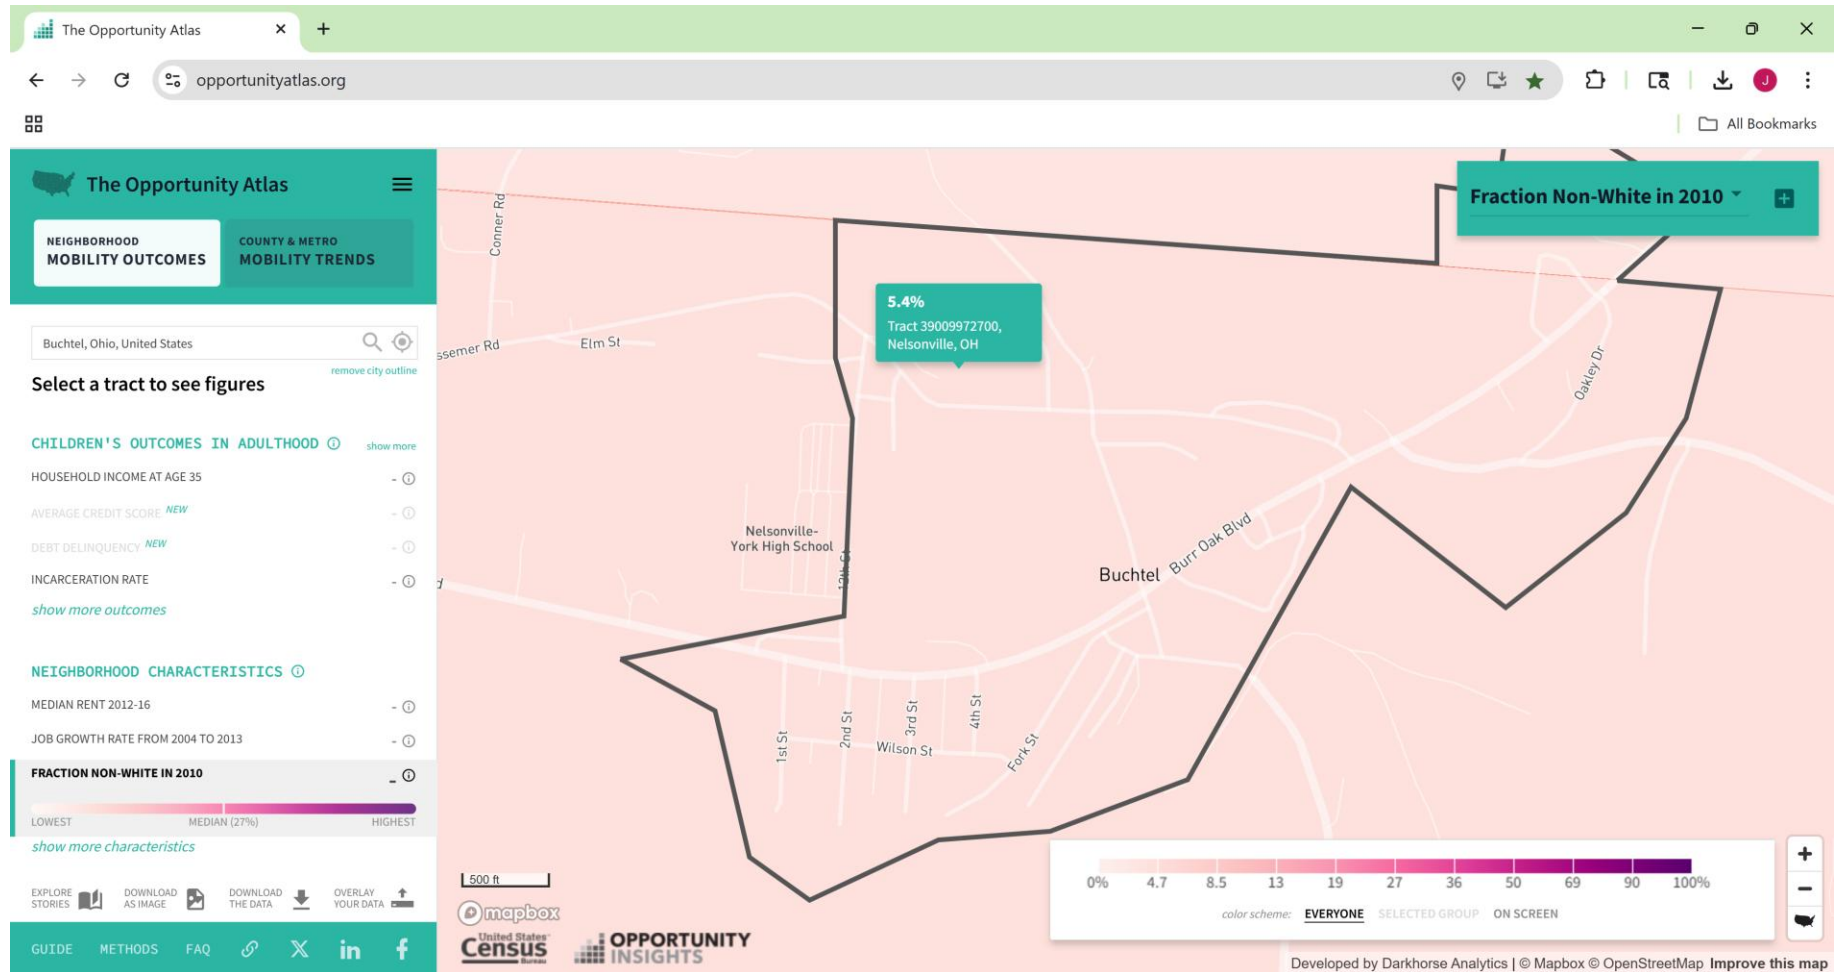 The Opportunity Atlas
opportunityatlas.org
J
All Bookmarks
The Opportunity Atlas
NEIGHBORHOOD
MOBILITY OUTCOMES
COUNTY & METRO
MOBILITY TRENDS
Buchtel, Ohio, United States
remove city outline
Select a tract to see figures
CHILDREN'S OUTCOMES IN ADULTHOOD
show more
HOUSEHOLD INCOME AT AGE 35 -
AVERAGE CREDIT SCORE NEW -
DEBT DELINQUENCY NEW -
INCARCERATION RATE -
show more outcomes
NEIGHBORHOOD CHARACTERISTICS
MEDIAN RENT 2012-16 -
JOB GROWTH RATE FROM 2004 TO 2013 -
FRACTION NON-WHITE IN 2010 -
LOWEST MEDIAN (27%) HIGHEST
show more characteristics
EXPLORE
STORIES
DOWNLOAD
AS IMAGE
DOWNLOAD
THE DATA
OVERLAY
YOUR DATA
GUIDE METHODS FAQ
Fraction Non-White in 2010
5.4%
Tract 39009972700,
Nelsonville, OH
Conner Rd
ssemer Rd
Elm St
Oakley Dr
Nelsonville-
York High School
13th St
d
Buchtel
Burr Oak Blvd
1st St
2nd St
3rd St
4th St
Wilson St
Fork St
500 ft
mapbox
United States
Census
Bureau
OPPORTUNITY
INSIGHTS
0% 4.7 8.5 13 19 27 36 50 69 90 100%
color scheme: EVERYONE SELECTED GROUP ON SCREEN
Developed by Darkhorse Analytics | © Mapbox © OpenStreetMap Improve this map